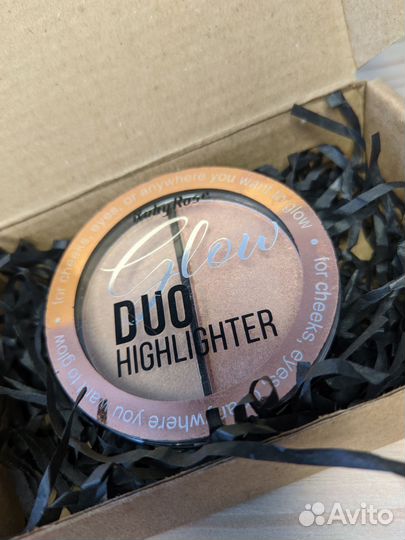 for cheeks, eyes, or anywhere you want to glow •
for cheeks, eyes
where you
to glow •
Ruby Rose
Glow
DUO
HIGHLIGHTER
Avito